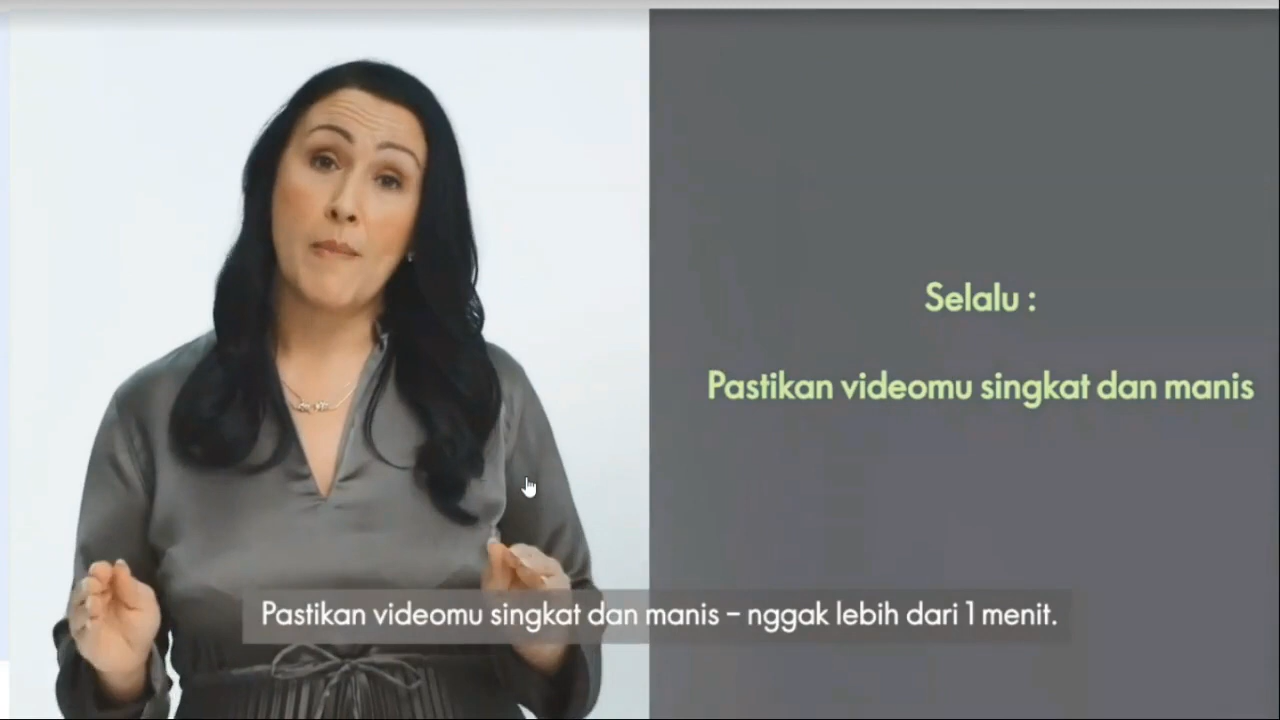 Selalu :
Pastikan videomu singkat dan manis
Pastikan videomu singkat dan manis – nggak lebih dari 1 menit.